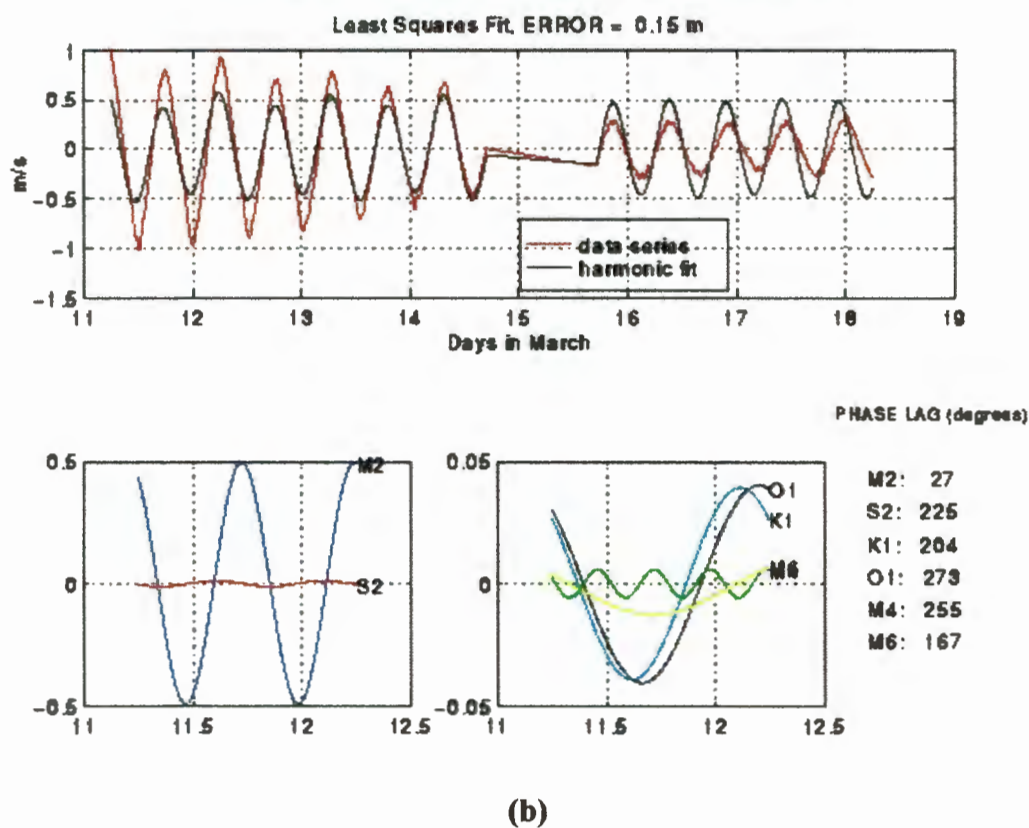 Least Squares Fit, ERROR = 0.15 m
1
0.5
0
-0.5
-1
-1.5
m/s
data series
harmonic fit
11 12 13 14 15 16 17 18 19
Days in March
PHASE LAG (degrees)
0.5
0
-0.5
M2
S2
11 11.5 12 12.5
0.05
0
-0.05
O1
K1
M6
11 11.5 12 12.5
M2: 27
S2: 225
K1: 204
O1: 273
M4: 255
M6: 167
(b)